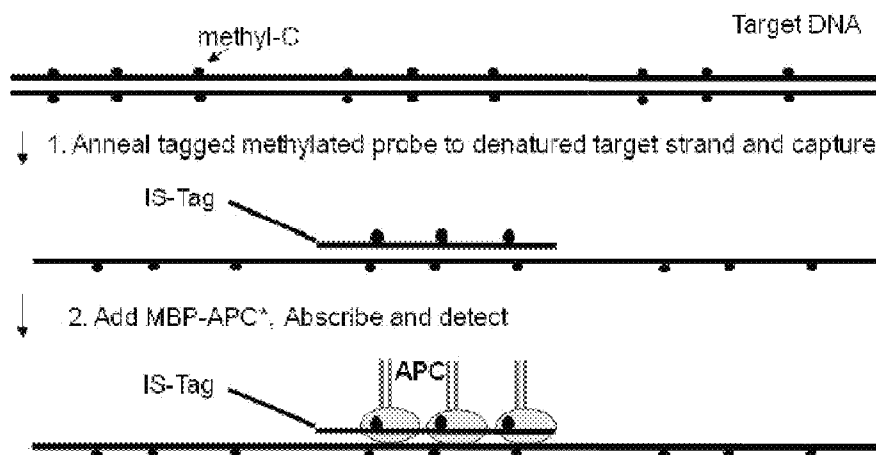 methyl-C
Target DNA
1. Anneal tagged methylated probe to denatured target strand and capture
IS-Tag
2. Add MBP-APC*, Abscribe and detect
APC
IS-Tag